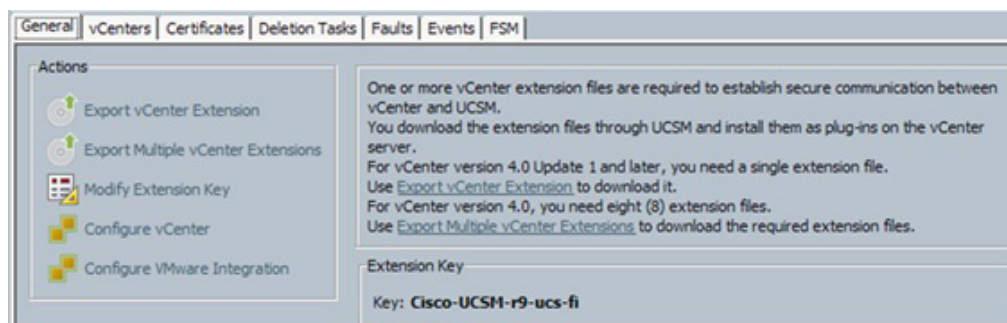 General vCenters Certificates Deletion Tasks Faults Events FSM
Actions
Export vCenter Extension
Export Multiple vCenter Extensions
Modify Extension Key
Configure vCenter
Configure VMware Integration
One or more vCenter extension files are required to establish secure communication between
vCenter and UCSM.
You download the extension files through UCSM and install them as plug-ins on the vCenter
server.
For vCenter version 4.0 Update 1 and later, you need a single extension file.
Use Export vCenter Extension to download it.
For vCenter version 4.0, you need eight (8) extension files.
Use Export Multiple vCenter Extensions to download the required extension files.
Extension Key
Key: Cisco-UCSM-r9-ucs-fi